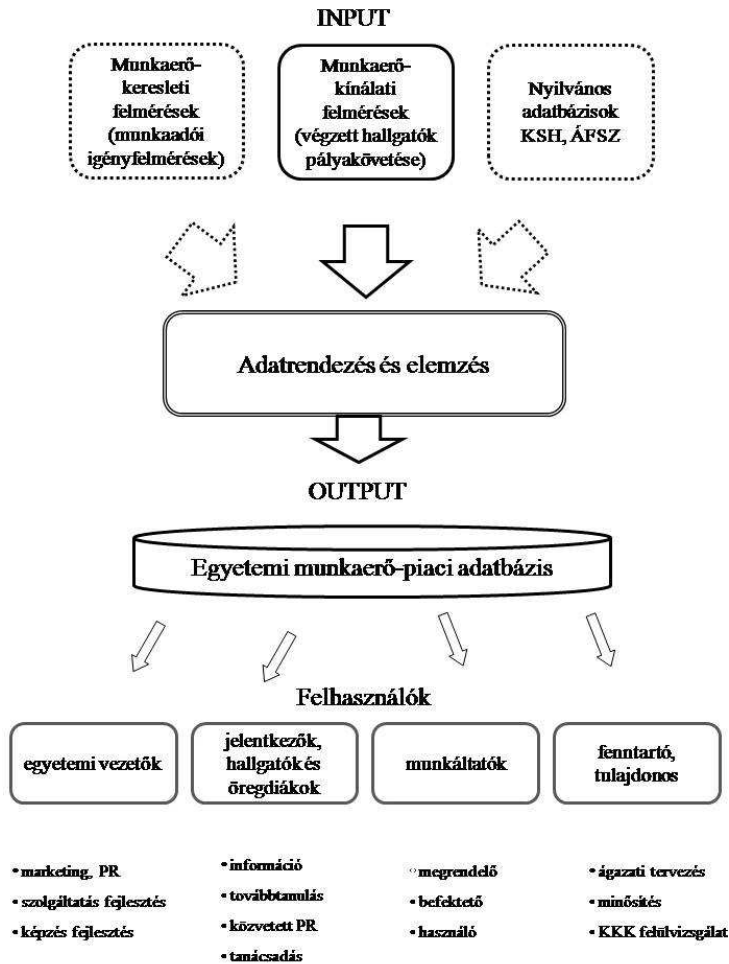 INPUT
Munkaerő-
keresleti
felmérések
(munkaadói
igényfelmérések)
Munkaerő-
kínálati
felmérések
(végzett hallgatók
pályakövetése)
Nyilvános
adatbázisok
KSH, ÁFSZ
Adatrendezés és elemzés
OUTPUT
Egyetemi munkaerő-piaci adatbázis
Felhasználók
egyetemi vezetők
jelentkezők,
hallgatók és
öregdiákok
munkáltatók
fenntartó,
tulajdonos
• marketing, PR
• szolgáltatás fejlesztés
• képzés fejlesztés
• információ
• továbbtanulás
• közvetett PR
• tanácsadás
• megrendelő
• befektető
• használó
• ágazati tervezés
• minősítés
• KKK felülvizsgálat